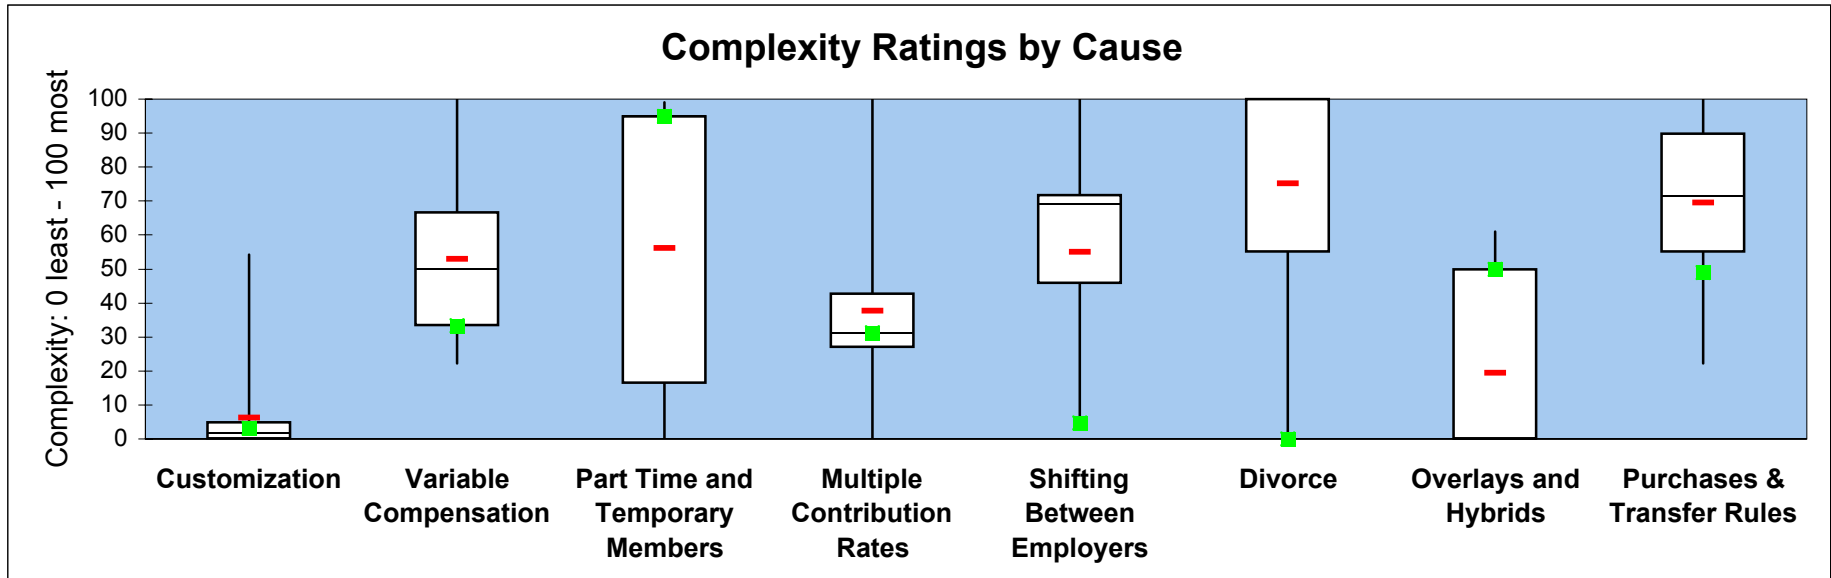 Complexity Ratings by Cause
Complexity: 0 least - 100 most
100
90
80
70
60
50
40
30
20
10
0
Customization
Variable
Compensation
Part Time and
Temporary
Members
Multiple
Contribution
Rates
Shifting
Between
Employers
Divorce
Overlays and
Hybrids
Purchases &
Transfer Rules